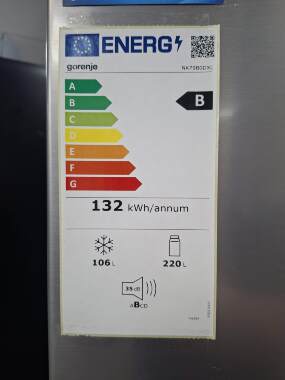 ENERG
gorenje
A
B
C
D
E
F
G
B
132 kWh/annum
106 L
220 L
35 dB
ABCD